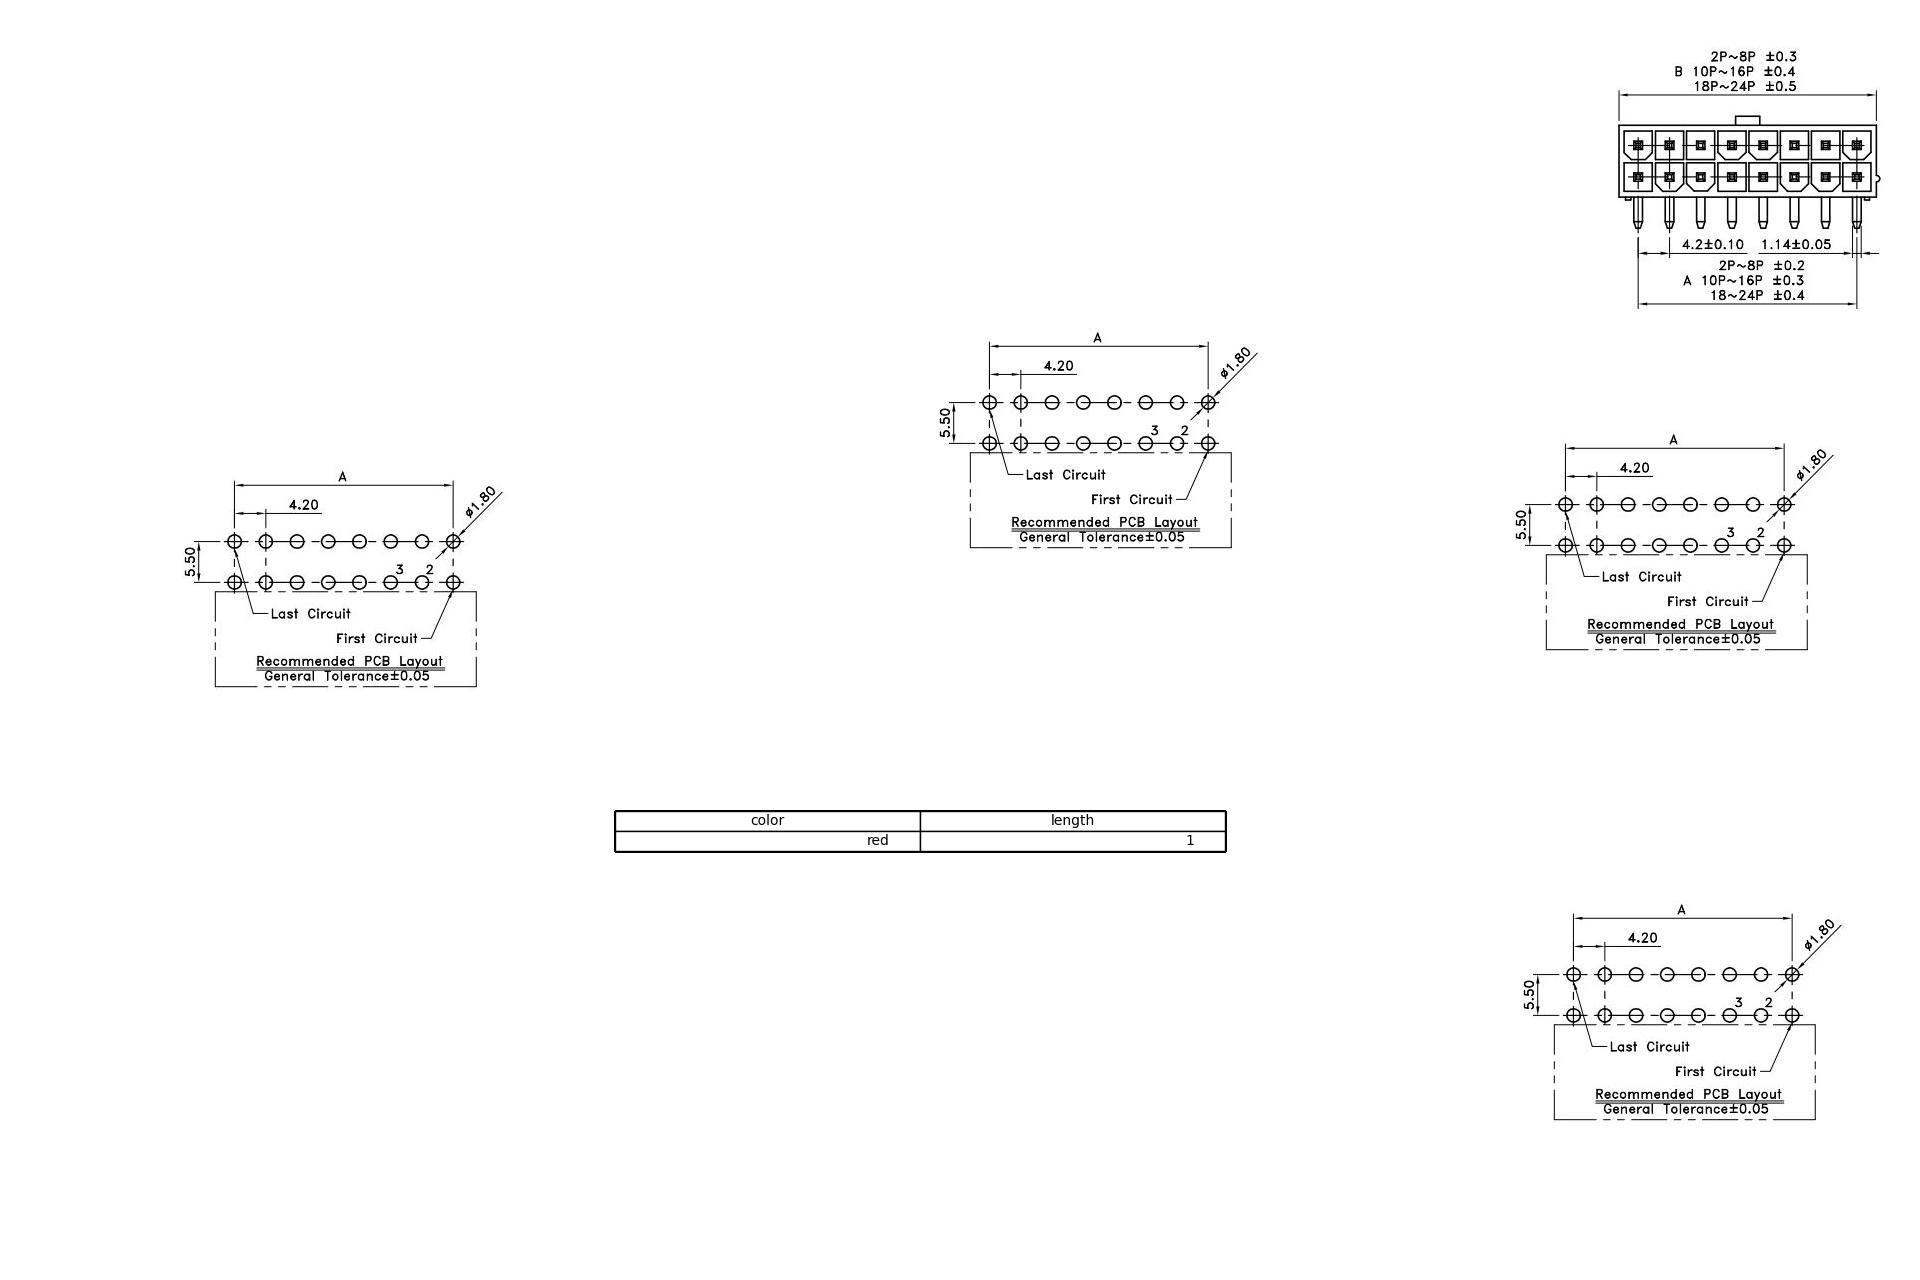 2P~8P ±0.3
B 10P~16P ±0.4
18P~24P ±0.5
4.2±0.10 1.14±0.05
2P~8P ±0.2
A 10P~16P ±0.3
18~24P ±0.4
A
4.20
ø1.80
5.50
3 2
Last Circuit
First Circuit
Recommended PCB Layout
General Tolerance±0.05
A
4.20
ø1.80
5.50
3 2
Last Circuit
First Circuit
Recommended PCB Layout
General Tolerance±0.05
A
4.20
ø1.80
5.50
3 2
Last Circuit
First Circuit
Recommended PCB Layout
General Tolerance±0.05
color length
red 1
A
4.20
ø1.80
5.50
3 2
Last Circuit
First Circuit
Recommended PCB Layout
General Tolerance±0.05